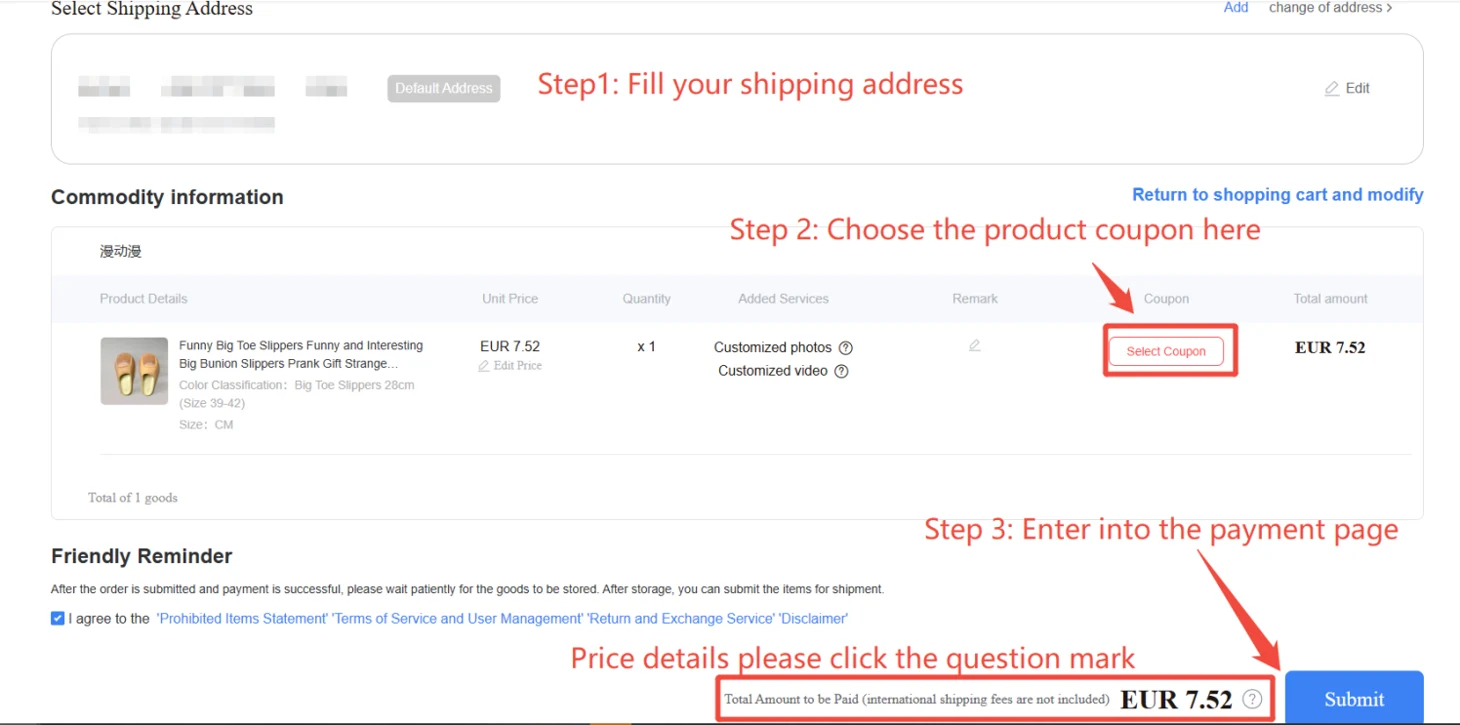 Select Shipping Address
Add change of address >
Default Address
Step1: Fill your shipping address
Edit
Commodity information
Return to shopping cart and modify
Step 2: Choose the product coupon here
漫动漫
Product Details Unit Price Quantity Added Services Remark Coupon Total amount
Funny Big Toe Slippers Funny and Interesting
Big Bunion Slippers Prank Gift Strange...
Color Classification： Big Toe Slippers 28cm
(Size 39-42)
Size： CM
EUR 7.52
Edit Price
x 1
Customized photos ?
Customized video ?
Select Coupon
EUR 7.52
Total of 1 goods
Step 3: Enter into the payment page
Friendly Reminder
After the order is submitted and payment is successful, please wait patiently for the goods to be stored. After storage, you can submit the items for shipment.
I agree to the 'Prohibited Items Statement' 'Terms of Service and User Management' 'Return and Exchange Service' 'Disclaimer'
Price details please click the question mark
Total Amount to be Paid (international shipping fees are not included) EUR 7.52 ?
Submit